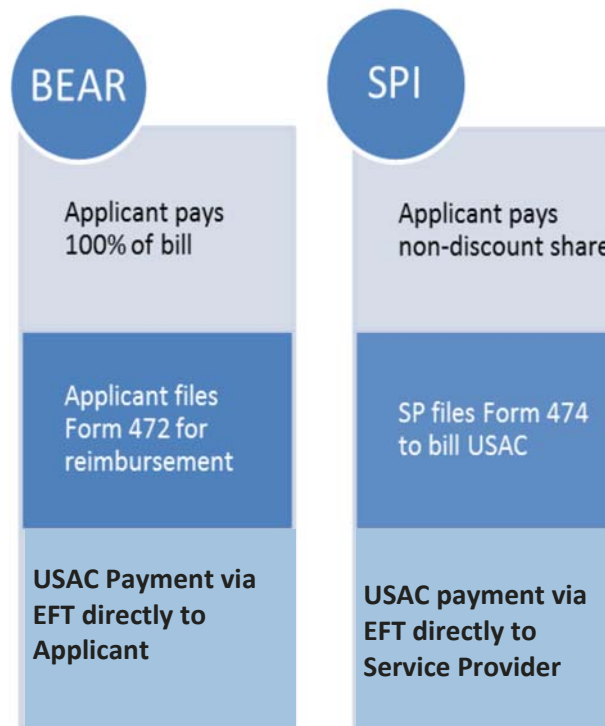 BEAR
Applicant pays
100% of bill
Applicant files
Form 472 for
reimbursement
USAC Payment via
EFT directly to
Applicant
SPI
Applicant pays
non-discount share
SP files Form 474
to bill USAC
USAC payment via
EFT directly to
Service Provider